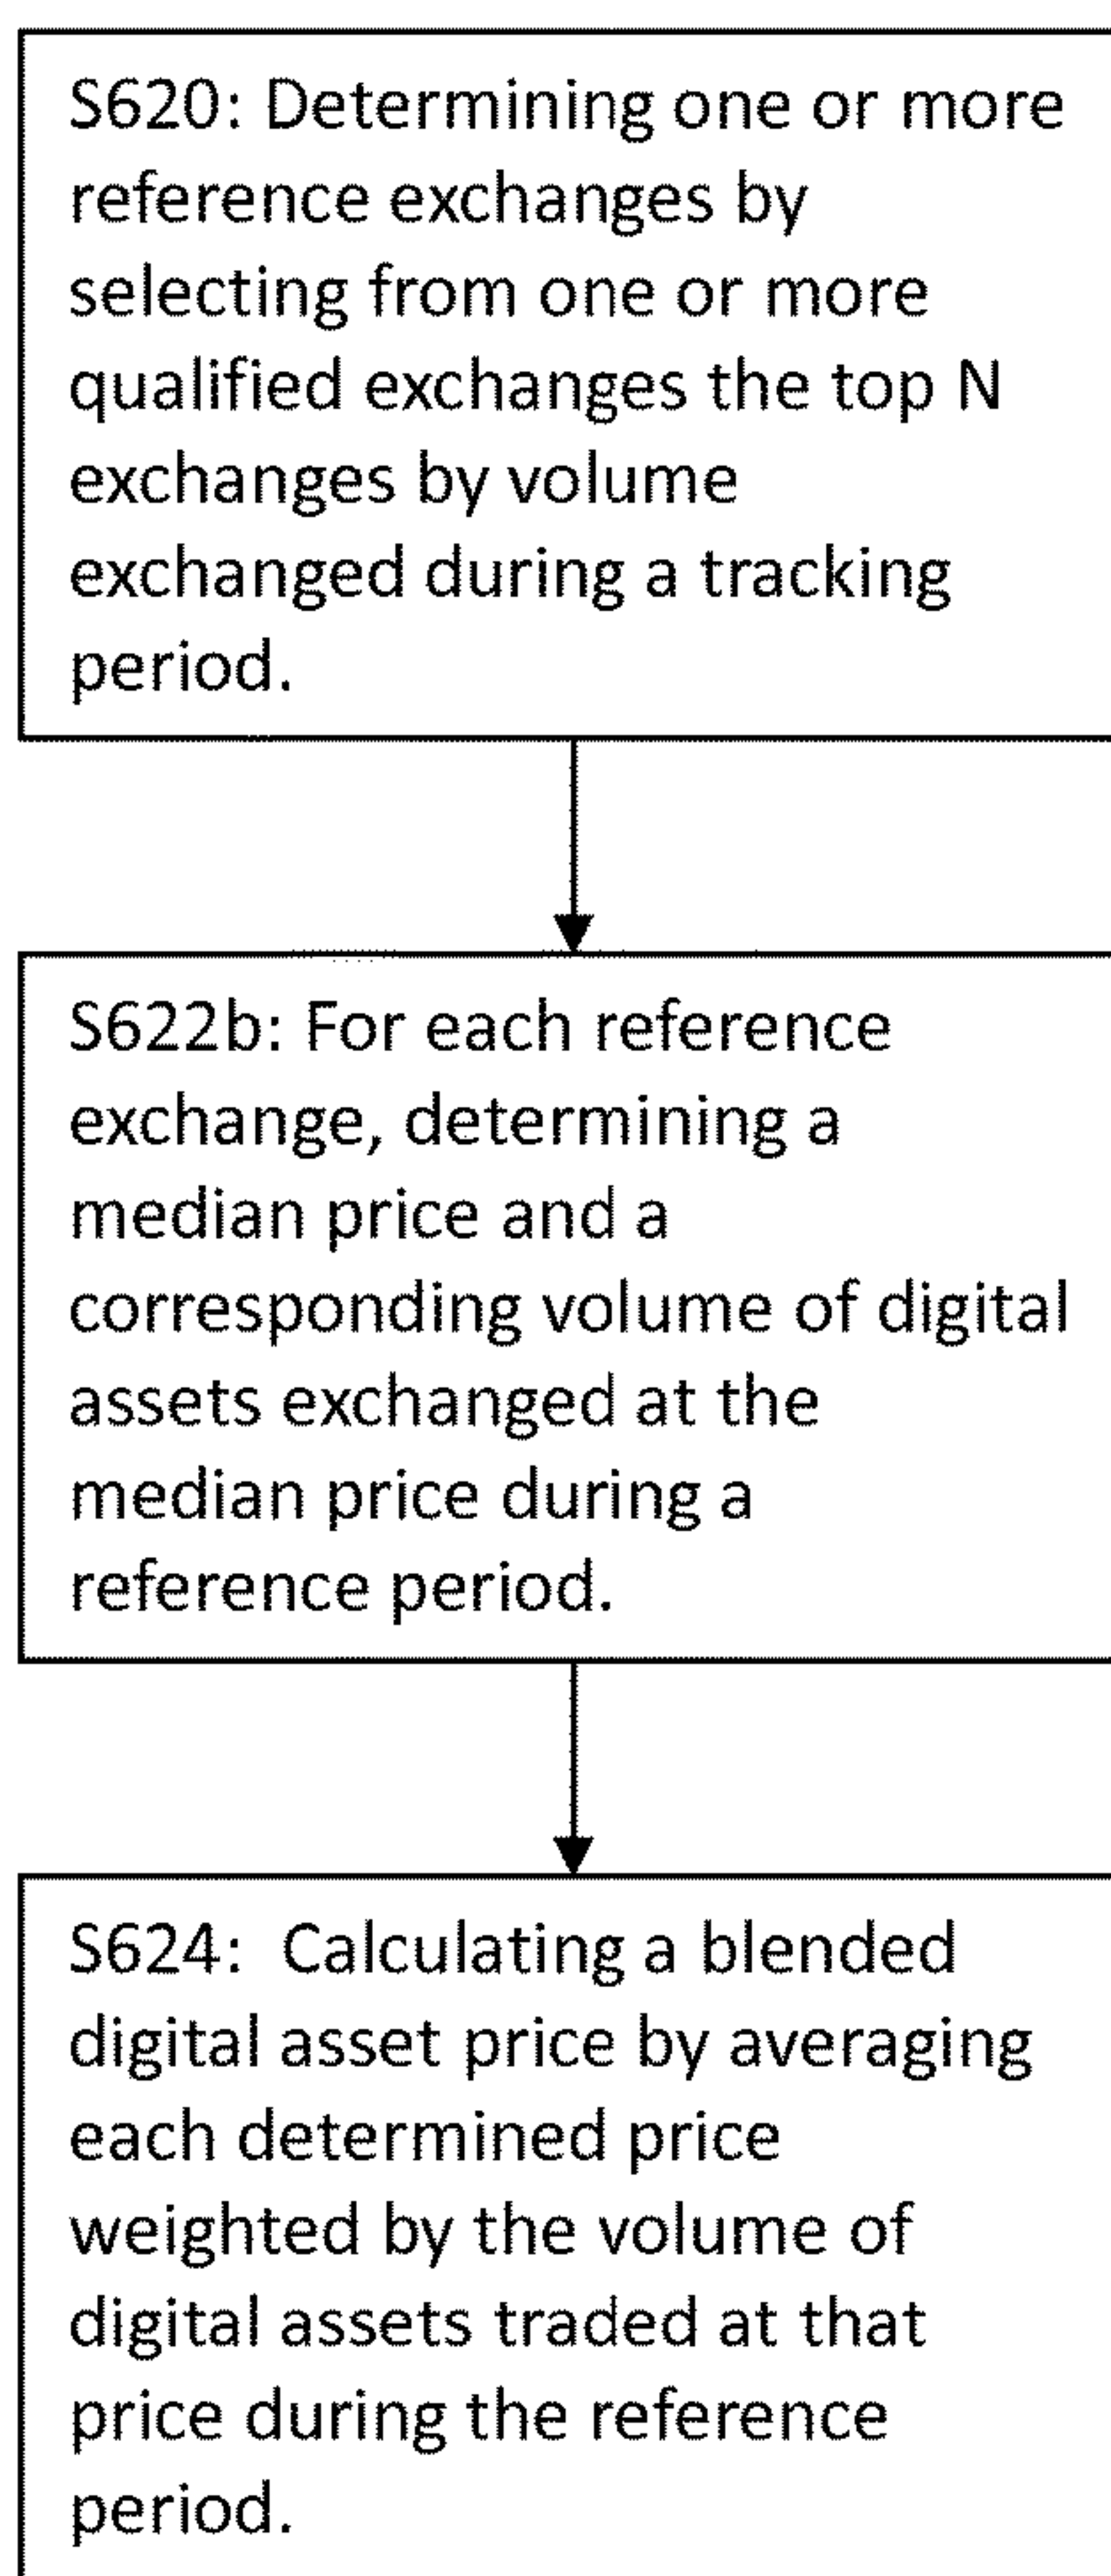 S620: Determining one or more
reference exchanges by
selecting from one or more
qualified exchanges the top N
exchanges by volume
exchanged during a tracking
period.
S622b: For each reference
exchange, determining a
median price and a
corresponding volume of digital
assets exchanged at the
median price during a
reference period.
S624:  Calculating a blended
digital asset price by averaging
each determined price
weighted by the volume of
digital assets traded at that
price during the reference
period.